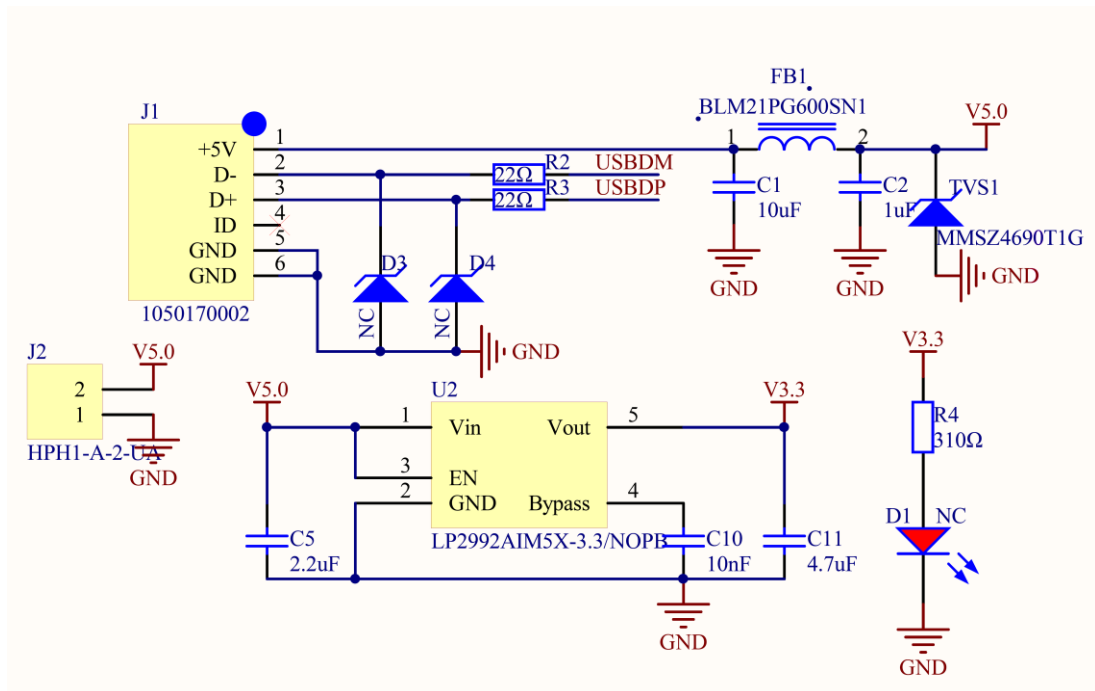 FB1
J1
BLM21PG600SN1
V5.0
1
+5V
1
2
2
D-
22Ω
R2
USBDM
3
D+
22Ω
R3
USBDP
C1
10uF
C2
1uF
TVS1
4
ID
5
GND
6
GND
MMSZ4690T1G
D3
D4
GND
GND
GND
1050170002
NC
NC
GND
J2
V5.0
V3.3
2
1
HPH1-A-2-UA
GND
V5.0
U2
V3.3
1
Vin
Vout
5
3
EN
2
GND
Bypass
4
R4
310Ω
LP2992AIM5X-3.3/NOPB
C5
2.2uF
C10
10nF
C11
4.7uF
D1
NC
GND
GND